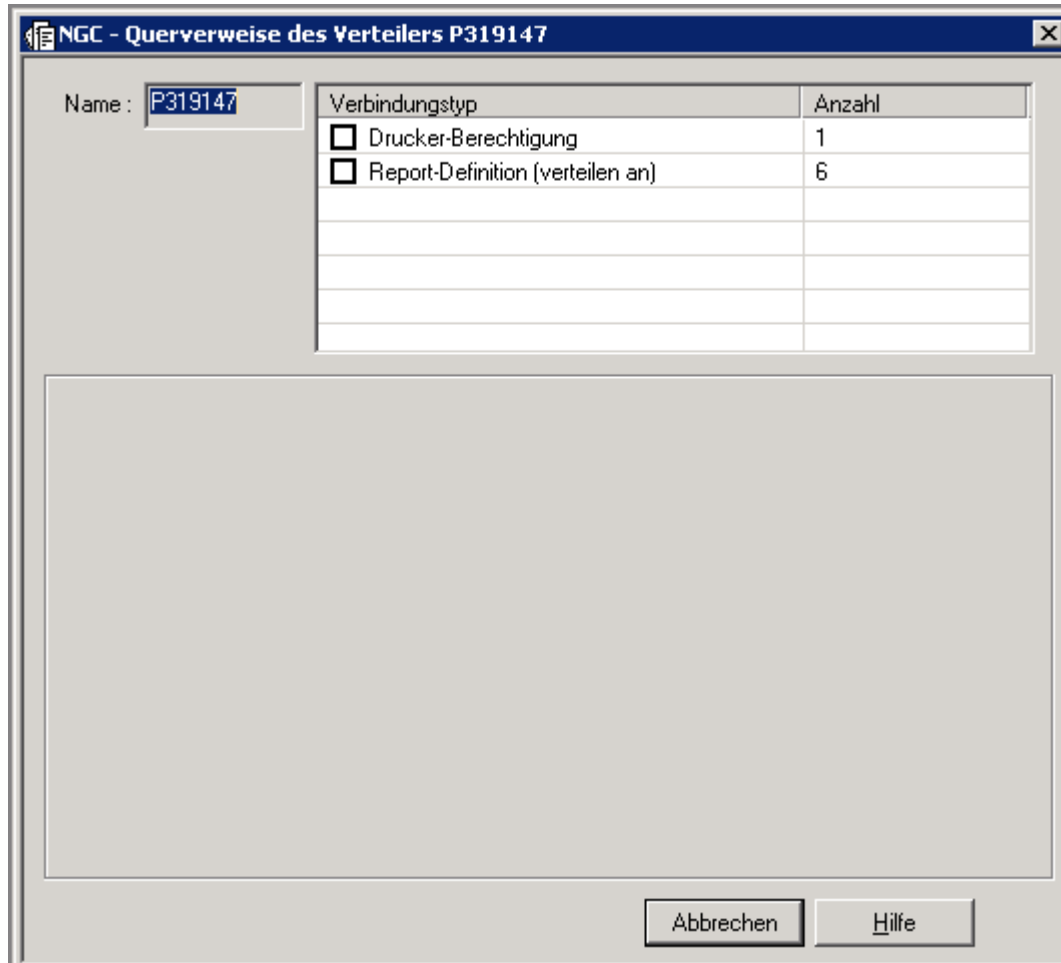 NGC - Querverweise des Verteilers P319147
Name : P319147
Verbindungstyp Anzahl
Drucker-Berechtigung 1
Report-Definition (verteilen an) 6
Abbrechen Hilfe